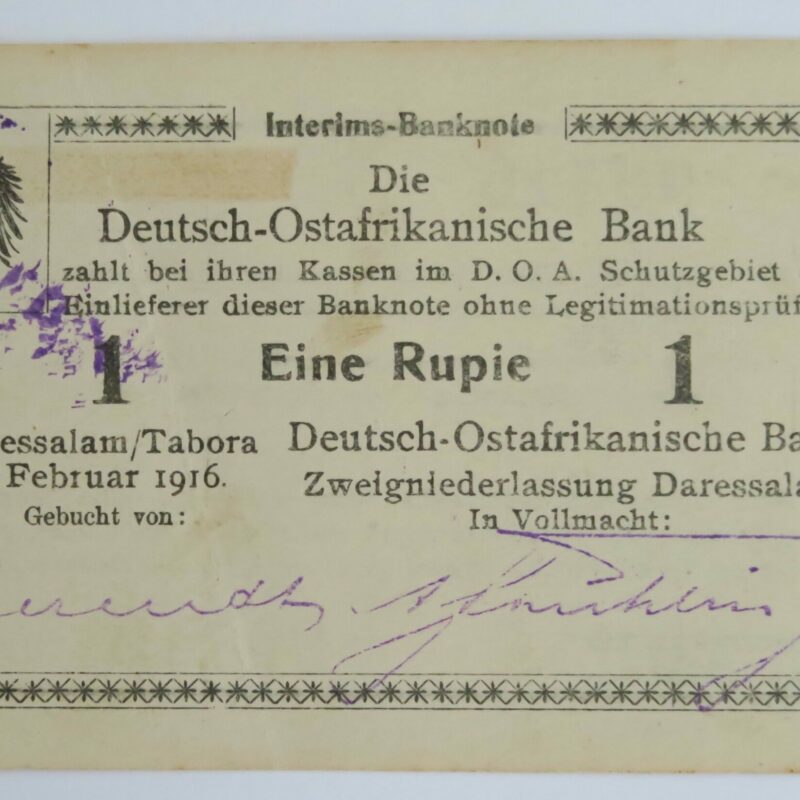 Interims-Banknote
Die
Deutsch-Ostafrikanische Bank
zahlt bei ihren Kassen im D. O. A. Schutzgebiet
Einlieferer dieser Banknote ohne Legitimationsprüf
1 Eine Rupie 1
essalam/Tabora
Februar 1916.
Deutsch-Ostafrikanische Ba
Zweigniederlassung Daressala
Gebucht von:
In Vollmacht: